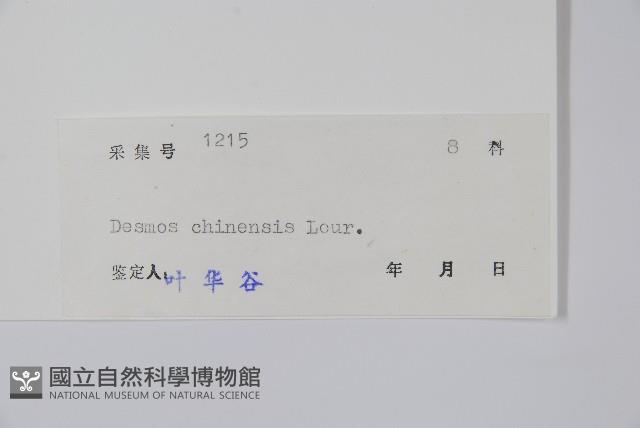 采集号 1215 8 科
Desmos chinensis Lour.
鉴定人 叶华谷 年 月 日
國立自然科學博物館
NATIONAL MUSEUM OF NATURAL SCIENCE